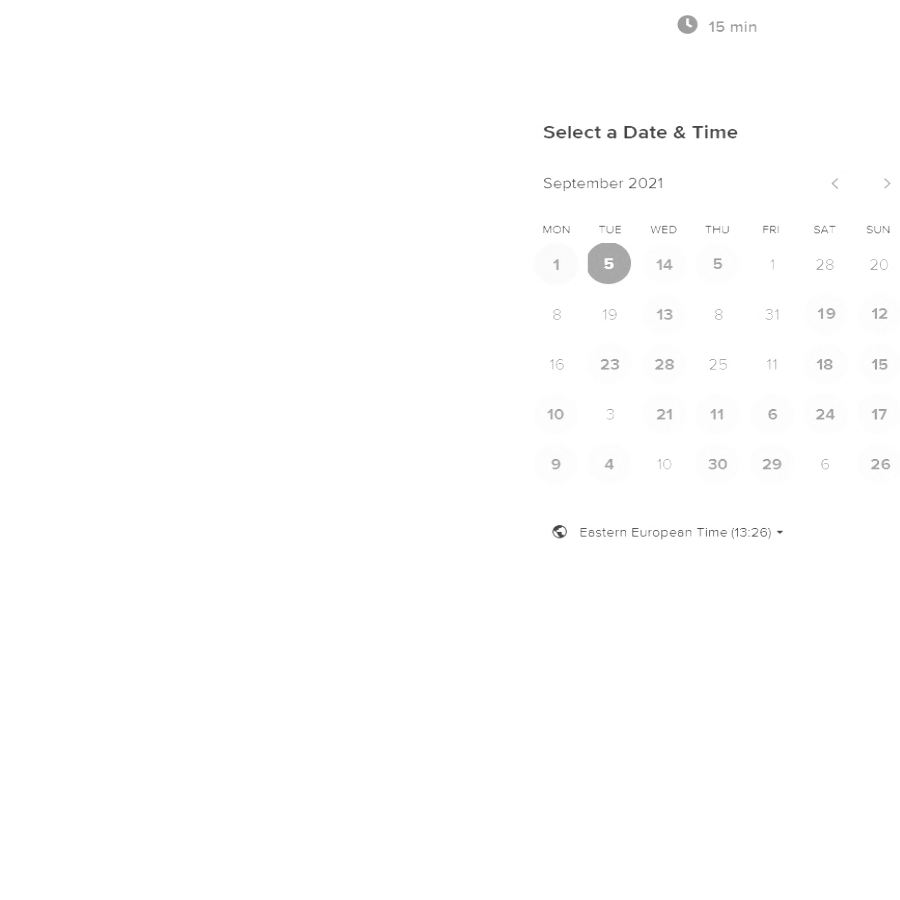 15 min
Select a Date & Time
September 2021
MON TUE WED THU FRI SAT SUN
1 5 14 5 1 28 20
8 19 13 8 31 19 12
16 23 28 25 11 18 15
10 3 21 11 6 24 17
9 4 10 30 29 6 26
Eastern European Time (13:26)